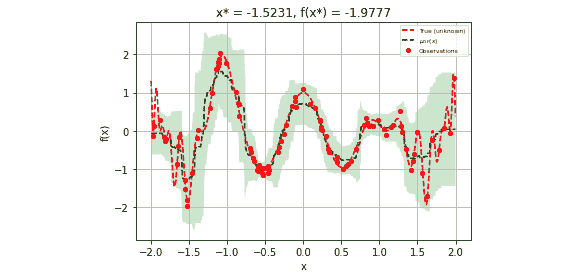 x* = -1.5231, f(x*) = -1.9777
True (unknown)
μ_GP(x)
Observations
f(x)
2
1
0
−1
−2
−2.0 −1.5 −1.0 −0.5 0.0 0.5 1.0 1.5 2.0
x